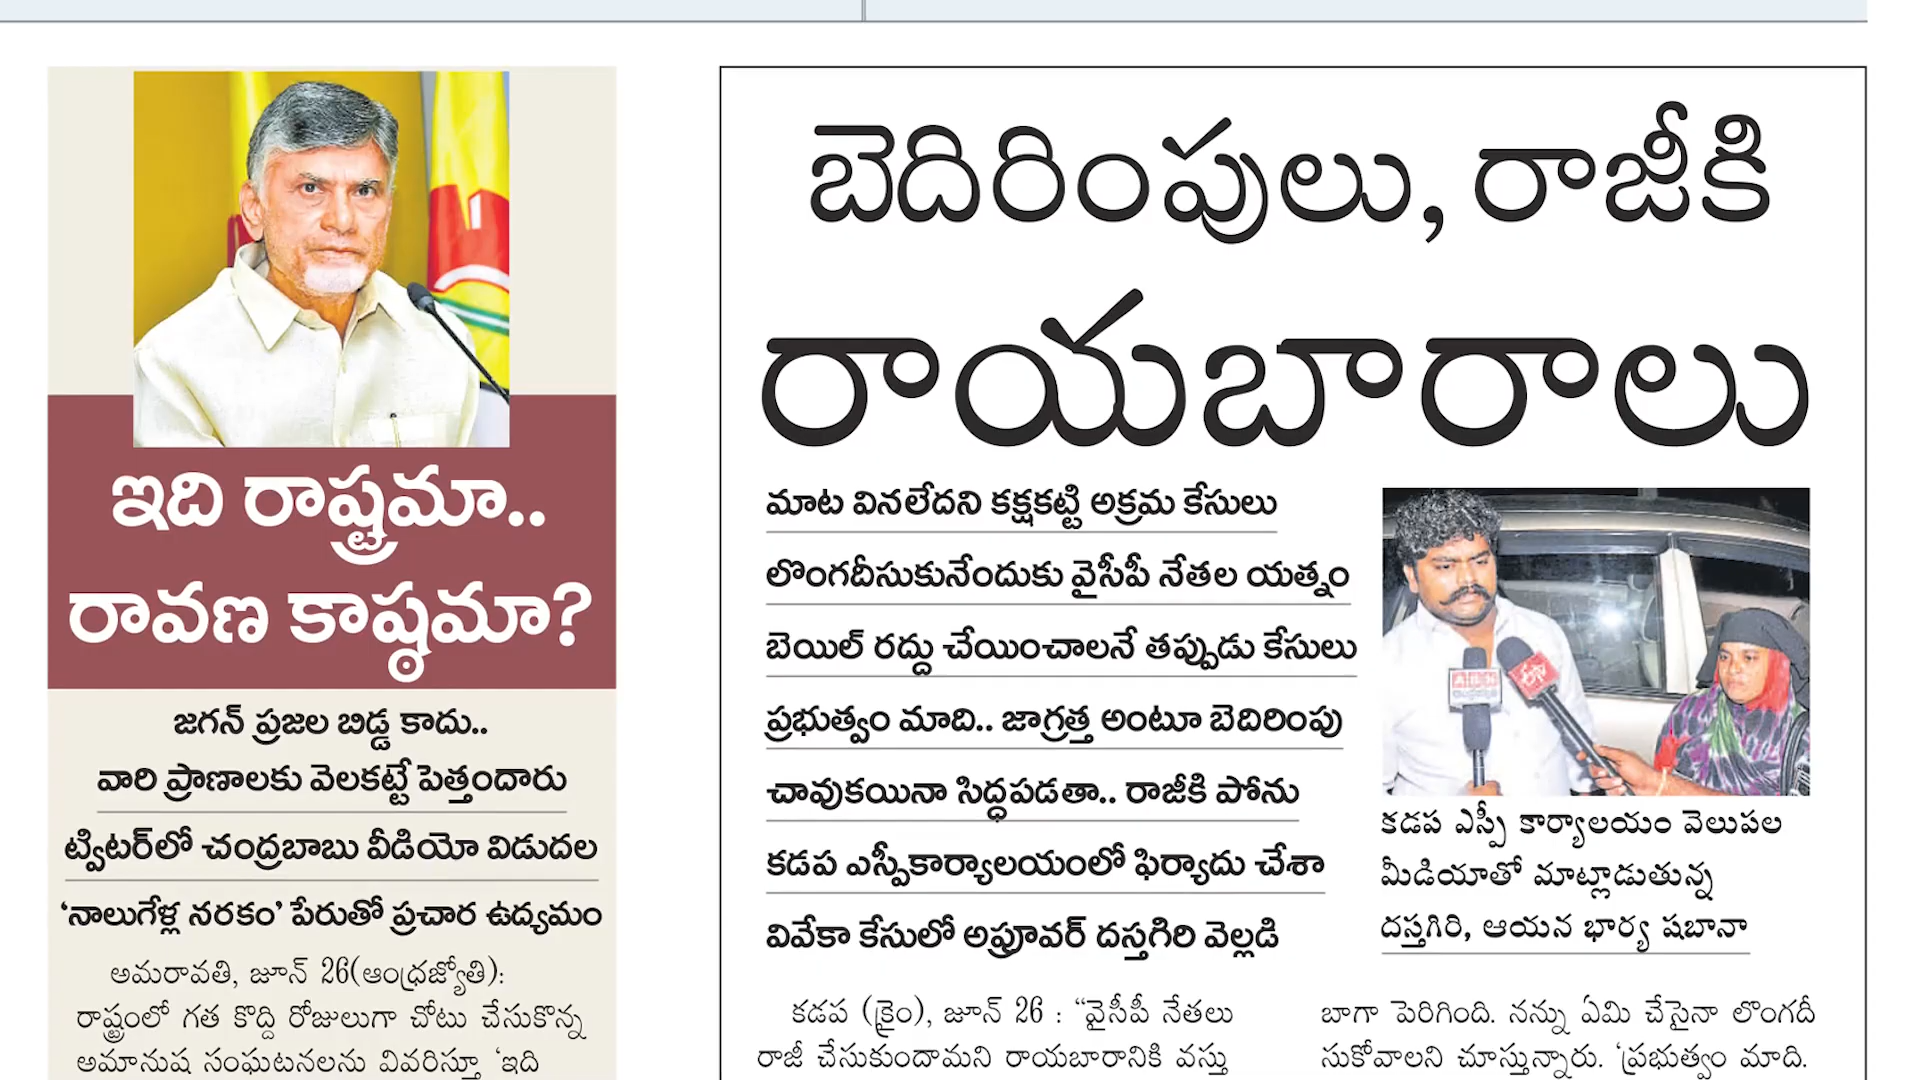 ఇది రాష్ట్రమా..
రావణ కాష్ఠమా?
జగన్ ప్రజల బిడ్డ కాదు..
వారి ప్రాణాలకు వెలకట్టే పెత్తందారు
ట్విటర్‌లో చంద్రబాబు వీడియో విడుదల
‘నాలుగేళ్ల నరకం’ పేరుతో ప్రచార ఉద్యమం
అమరావతి, జూన్ 26(ఆంధ్రజ్యోతి):
రాష్ట్రంలో గత కొద్ది రోజులుగా చోటు చేసుకొన్న
అమానుష సంఘటనలను వివరిస్తూ ‘ఇది
బెదిరింపులు, రాజీకి
రాయబారాలు
మాట వినలేదని కక్షకట్టి అక్రమ కేసులు
లొంగదీసుకునేందుకు వైసీపీ నేతల యత్నం
బెయిల్ రద్దు చేయించాలనే తప్పుడు కేసులు
ప్రభుత్వం మాది.. జాగ్రత్త అంటూ బెదిరింపు
చావుకయినా సిద్ధపడతా.. రాజీకి పోను
కడప ఎస్పీకార్యాలయంలో ఫిర్యాదు చేశా
వివేకా కేసులో అప్రూవర్ దస్తగిరి వెల్లడి
ABN
ఆంధ్రజ్యోతి
కడప ఎస్పీ కార్యాలయం వెలుపల
మీడియాతో మాట్లాడుతున్న
దస్తగిరి, ఆయన భార్య షబానా
కడప (క్రైం), జూన్ 26 : “వైసీపీ నేతలు
రాజీ చేసుకుందామని రాయబారానికి వస్తు
బాగా పెరిగింది. నన్ను ఏమి చేసైనా లొంగదీ
సుకోవాలని చూస్తున్నారు. ‘ప్రభుత్వం మాది.